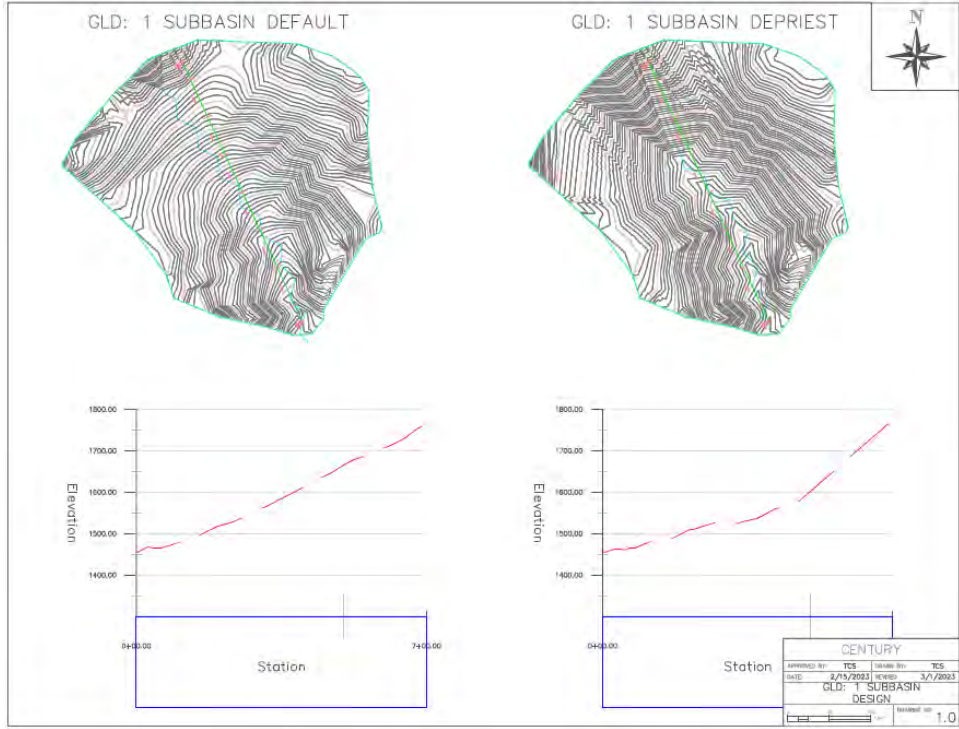 GLD: 1 SUBBASIN DEFAULT
GLD: 1 SUBBASIN DEPRIEST
N
1800.00
1700.00
1600.00
1500.00
1400.00
Elevation
0+00.00
7+00.00
Station
1800.00
1700.00
1600.00
1500.00
1400.00
Elevation
0+00.00
Station
CENTURY
APPROVED BY: TCS DRAWN BY: TCS
DATE: 2/15/2023 REVISED 3/1/2023
GLD: 1 SUBBASIN
DESIGN
DRAWING NO
1.0